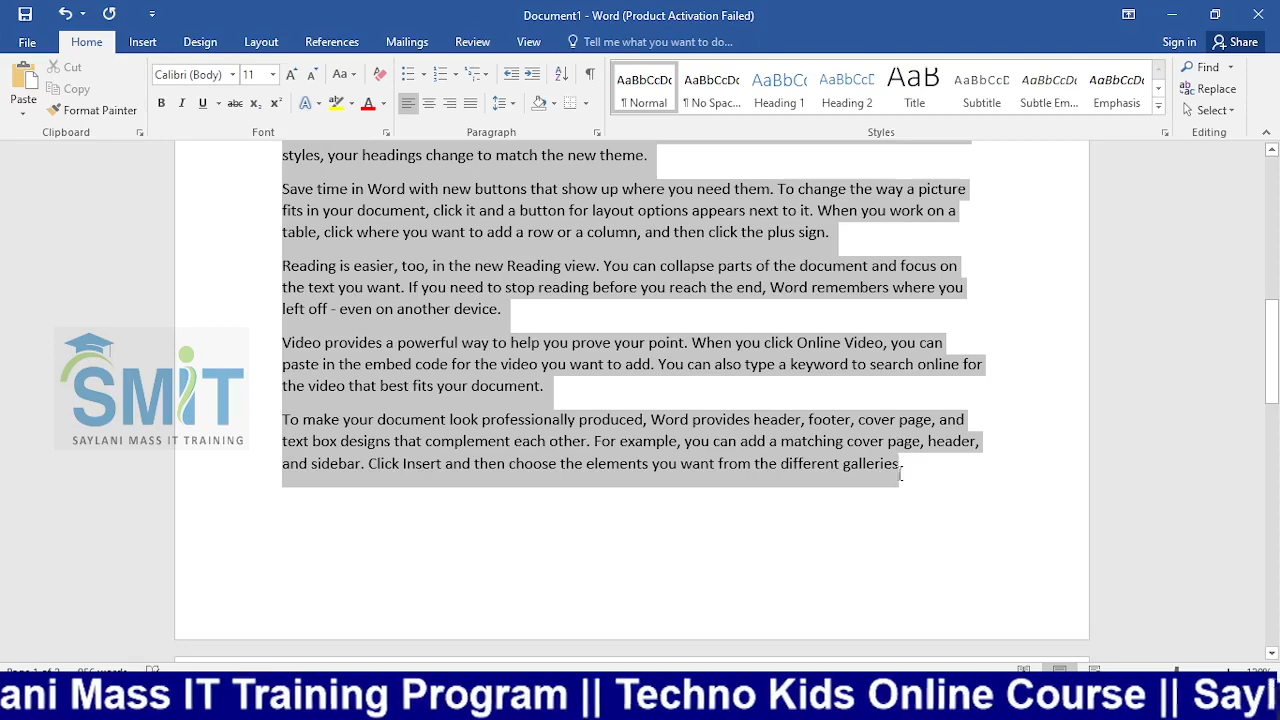 Document1 - Word (Product Activation Failed)
File Home Insert Design Layout References Mailings Review View Tell me what you want to do... Sign in Share
Cut
Copy
Format Painter
Paste
Clipboard
Calibri (Body) 11 Aa
B I U abc x₂ x² A A
Font
Paragraph
AaBbCcDc AaBbCcDc AaBbCc AaBbCcD AaB AaBbCcD AaBbCcDc AaBbCcDc
¶ Normal ¶ No Spac... Heading Heading 2 Title Subtitle Subtle Em... Emphasis
Styles
Find
Replace
Select
Editing
styles, your headings change to match the new theme.
Save time in Word with new buttons that show up where you need them. To change the way a picture
fits in your document, click it and a button for layout options appears next to it. When you work on a
table, click where you want to add a row or a column, and then click the plus sign.
Reading is easier, too, in the new Reading view. You can collapse parts of the document and focus on
the text you want. If you need to stop reading before you reach the end, Word remembers where you
left off - even on another device.
Video provides a powerful way to help you prove your point. When you click Online Video, you can
paste in the embed code for the video you want to add. You can also type a keyword to search online for
the video that best fits your document.
To make your document look professionally produced, Word provides header, footer, cover page, and
text box designs that complement each other. For example, you can add a matching cover page, header,
and sidebar. Click Insert and then choose the elements you want from the different galleries.
SMIT
SAYLANI MASS IT TRAINING
lani Mass IT Training Program || Techno Kids Online Course || Sayl